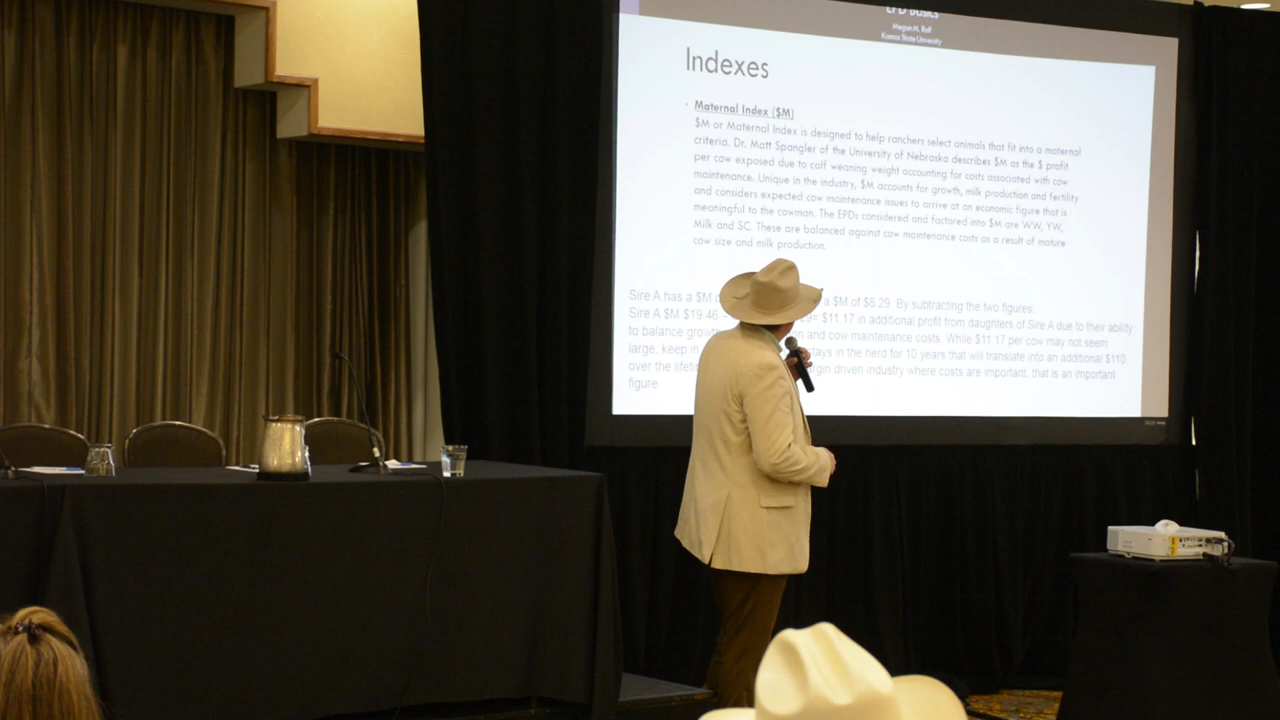 EPD Basics
Megan M. Rolf
Kansas State University
Indexes
• Maternal Index ($M)
$M or Maternal Index is designed to help ranchers select animals that fit into a maternal
criteria. Dr. Matt Spangler of the University of Nebraska describes $M as the $ profit
per cow exposed due to calf weaning weight accounting for costs associated with cow
maintenance. Unique in the industry, $M accounts for growth, milk production and fertility
and considers expected cow maintenance issues to arrive at an economic figure that is
meaningful to the cowman. The EPDs considered and factored into $M are WW, YW,
Milk and SC. These are balanced against cow maintenance costs as a result of mature
cow size and milk production.
Sire A has a $M a $M of $8.29. By subtracting the two figures:
Sire A $M $19.46 – = $11.17 in additional profit from daughters of Sire A due to their ability
to balance and cow maintenance costs. While $11.17 per cow may not seem
large, keep in stays in the herd for 10 years that will translate into an additional $110
over the driven industry where costs are important, that is an important
figure.